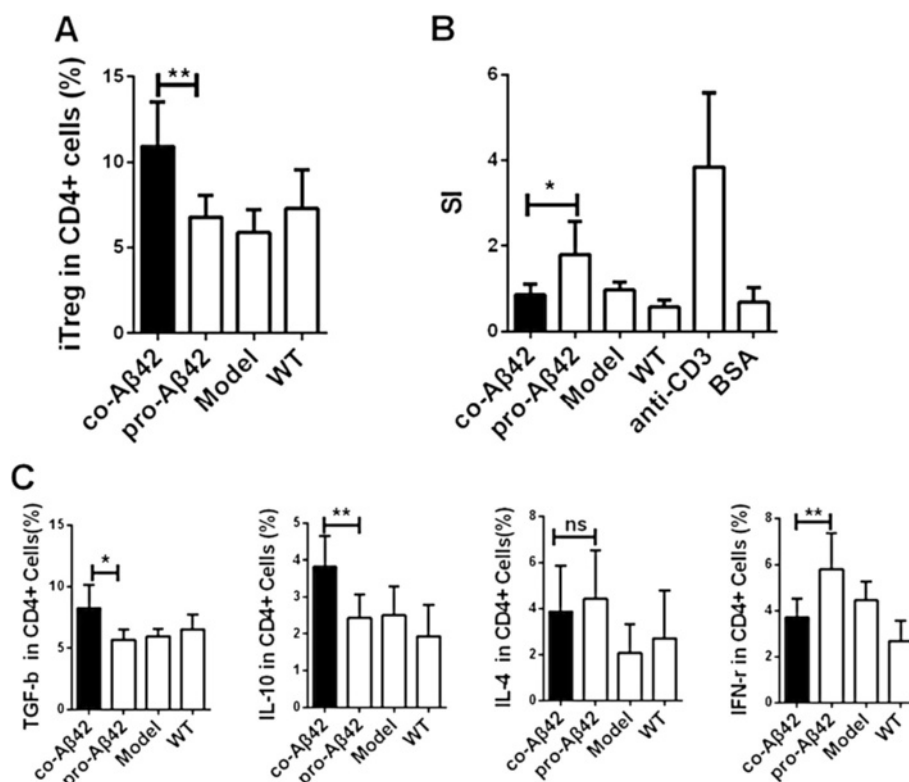 A
iTreg in CD4+ cells (%)
15
10
5
0
**
co-Aβ42
pro-Aβ42
Model
WT
B
SI
6
4
2
0
*
co-Aβ42
pro-Aβ42
Model
WT
anti-CD3
BSA
C
TGF-b in CD4+ Cells(%)
15
10
5
0
*
co-Aβ42
pro-Aβ42
Model
WT
IL-10 in CD4+ Cells (%)
5
4
3
2
1
0
**
co-Aβ42
pro-Aβ42
Model
WT
IL-4 in CD4+ Cells(%)
8
6
4
2
0
ns
co-Aβ42
pro-Aβ42
Model
WT
IFN-r in CD4+ Cells (%)
8
6
4
2
0
**
co-Aβ42
pro-Aβ42
Model
WT